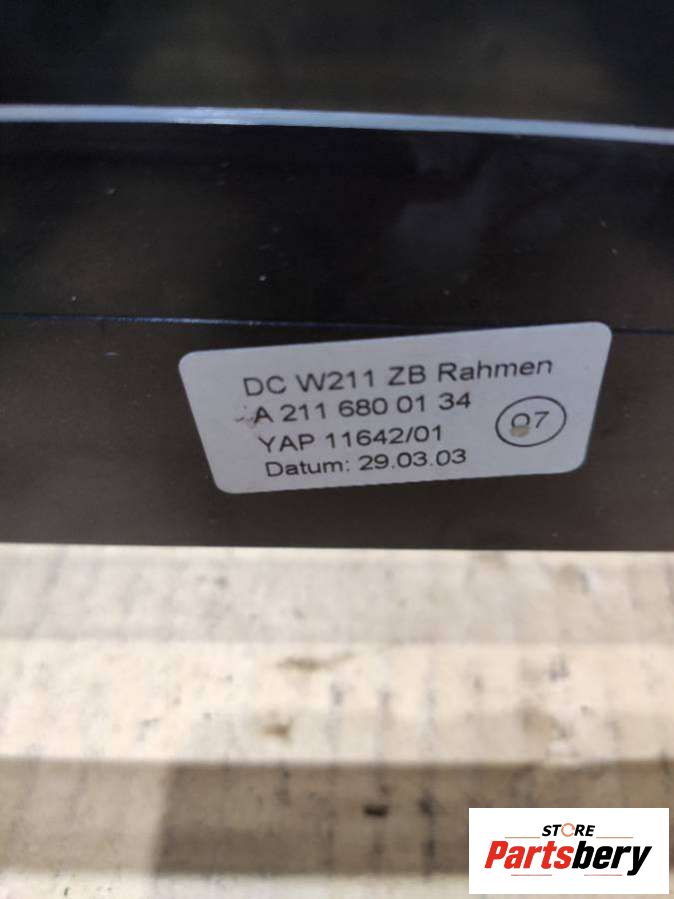 DC W211 ZB Rahmen
A 211 680 01 34
YAP 11642/01
07
Datum: 29.03.03
STORE
Partsbery